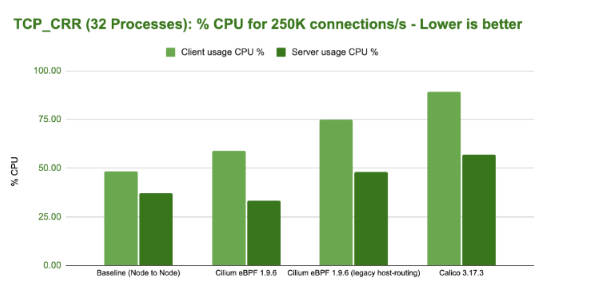 TCP_CRR (32 Processes): % CPU for 250K connections/s - Lower is better
Client usage CPU % Server usage CPU %
100.00
75.00
50.00
25.00
0.00
% CPU
Baseline (Node to Node) Cilium eBPF 1.9.6 Cilium eBPF 1.9.6 (legacy host-routing) Calico 3.17.3